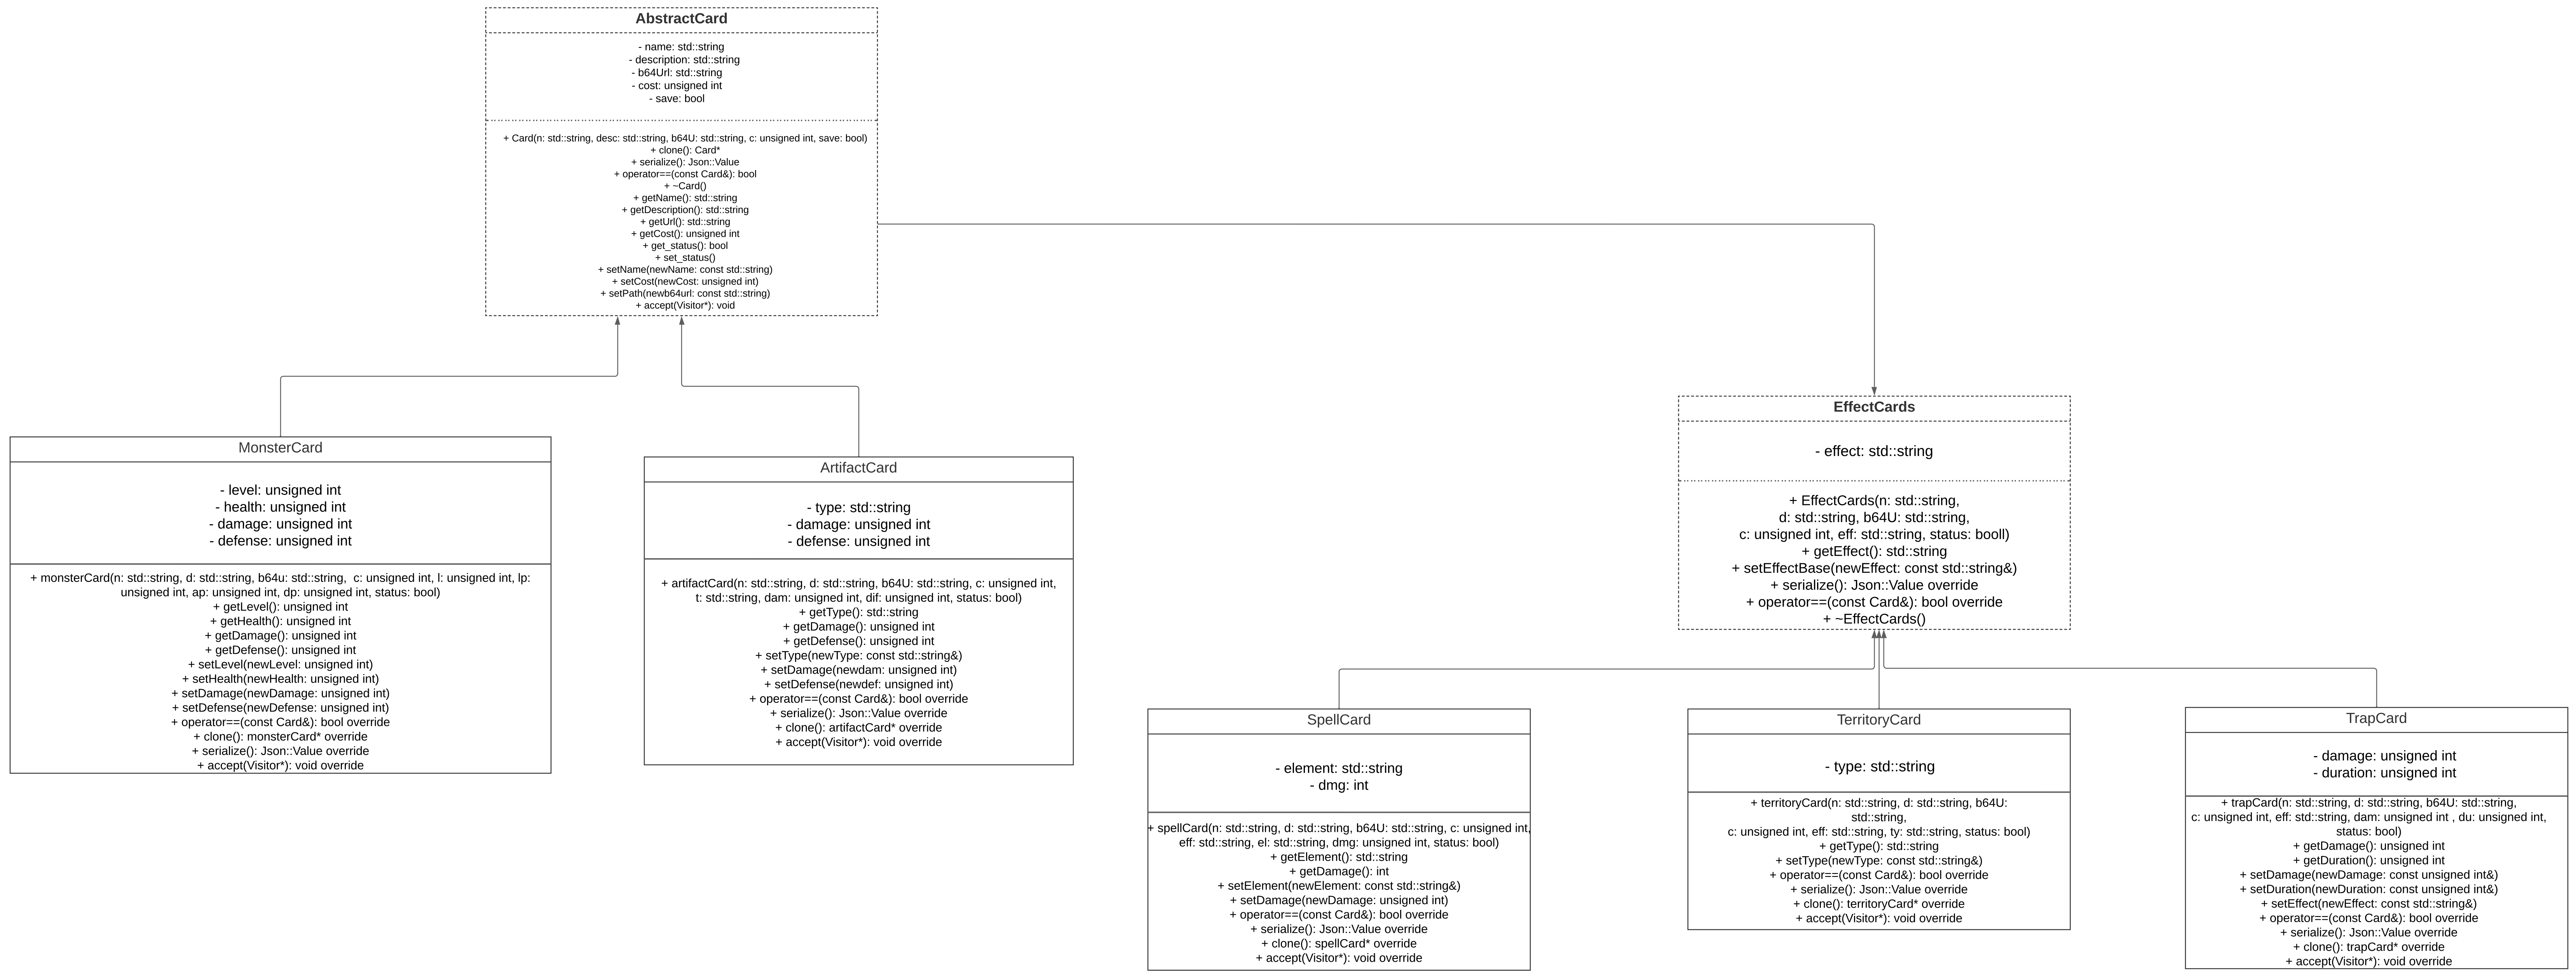 AbstractCard
- name: std::string
- description: std::string
- b64Url: std::string
- cost: unsigned int
- save: bool
+ Card(n: std::string, desc: std::string, b64U: std::string, c: unsigned int, save: bool)
+ clone(): Card*
+ serialize(): Json::Value
+ operator==(const Card&): bool
+ ~Card()
+ getName(): std::string
+ getDescription(): std::string
+ getUrl(): std::string
+ getCost(): unsigned int
+ get_status(): bool
+ set_status()
+ setName(newName: const std::string)
+ setCost(newCost: unsigned int)
+ setPath(newb64url: const std::string)
+ accept(Visitor*): void
MonsterCard
- level: unsigned int
- health: unsigned int
- damage: unsigned int
- defense: unsigned int
+ monsterCard(n: std::string, d: std::string, b64u: std::string,  c: unsigned int, l: unsigned int, lp:
unsigned int, ap: unsigned int, dp: unsigned int, status: bool)
+ getLevel(): unsigned int
+ getHealth(): unsigned int
+ getDamage(): unsigned int
+ getDefense(): unsigned int
+ setLevel(newLevel: unsigned int)
+ setHealth(newHealth: unsigned int)
+ setDamage(newDamage: unsigned int)
+ setDefense(newDefense: unsigned int)
+ operator==(const Card&): bool override
+ clone(): monsterCard* override
+ serialize(): Json::Value override
+ accept(Visitor*): void override
ArtifactCard
- type: std::string
- damage: unsigned int
- defense: unsigned int
+ artifactCard(n: std::string, d: std::string, b64U: std::string, c: unsigned int,
t: std::string, dam: unsigned int, dif: unsigned int, status: bool)
+ getType(): std::string
+ getDamage(): unsigned int
+ getDefense(): unsigned int
+ setType(newType: const std::string&)
+ setDamage(newdam: unsigned int)
+ setDefense(newdef: unsigned int)
+ operator==(const Card&): bool override
+ serialize(): Json::Value override
+ clone(): artifactCard* override
+ accept(Visitor*): void override
EffectCards
- effect: std::string
+ EffectCards(n: std::string,
d: std::string, b64U: std::string,
c: unsigned int, eff: std::string, status: booll)
+ getEffect(): std::string
+ setEffectBase(newEffect: const std::string&)
+ serialize(): Json::Value override
+ operator==(const Card&): bool override
+ ~EffectCards()
SpellCard
- element: std::string
- dmg: int
+ spellCard(n: std::string, d: std::string, b64U: std::string, c: unsigned int,
eff: std::string, el: std::string, dmg: unsigned int, status: bool)
+ getElement(): std::string
+ getDamage(): int
+ setElement(newElement: const std::string&)
+ setDamage(newDamage: unsigned int)
+ operator==(const Card&): bool override
+ serialize(): Json::Value override
+ clone(): spellCard* override
+ accept(Visitor*): void override
TerritoryCard
- type: std::string
+ territoryCard(n: std::string, d: std::string, b64U:
std::string,
c: unsigned int, eff: std::string, ty: std::string, status: bool)
+ getType(): std::string
+ setType(newType: const std::string&)
+ operator==(const Card&): bool override
+ serialize(): Json::Value override
+ clone(): territoryCard* override
+ accept(Visitor*): void override
TrapCard
- damage: unsigned int
- duration: unsigned int
+ trapCard(n: std::string, d: std::string, b64U: std::string,
c: unsigned int, eff: std::string, dam: unsigned int , du: unsigned int,
status: bool)
+ getDamage(): unsigned int
+ getDuration(): unsigned int
+ setDamage(newDamage: const unsigned int&)
+ setDuration(newDuration: const unsigned int&)
+ setEffect(newEffect: const std::string&)
+ operator==(const Card&): bool override
+ serialize(): Json::Value override
+ clone(): trapCard* override
+ accept(Visitor*): void override